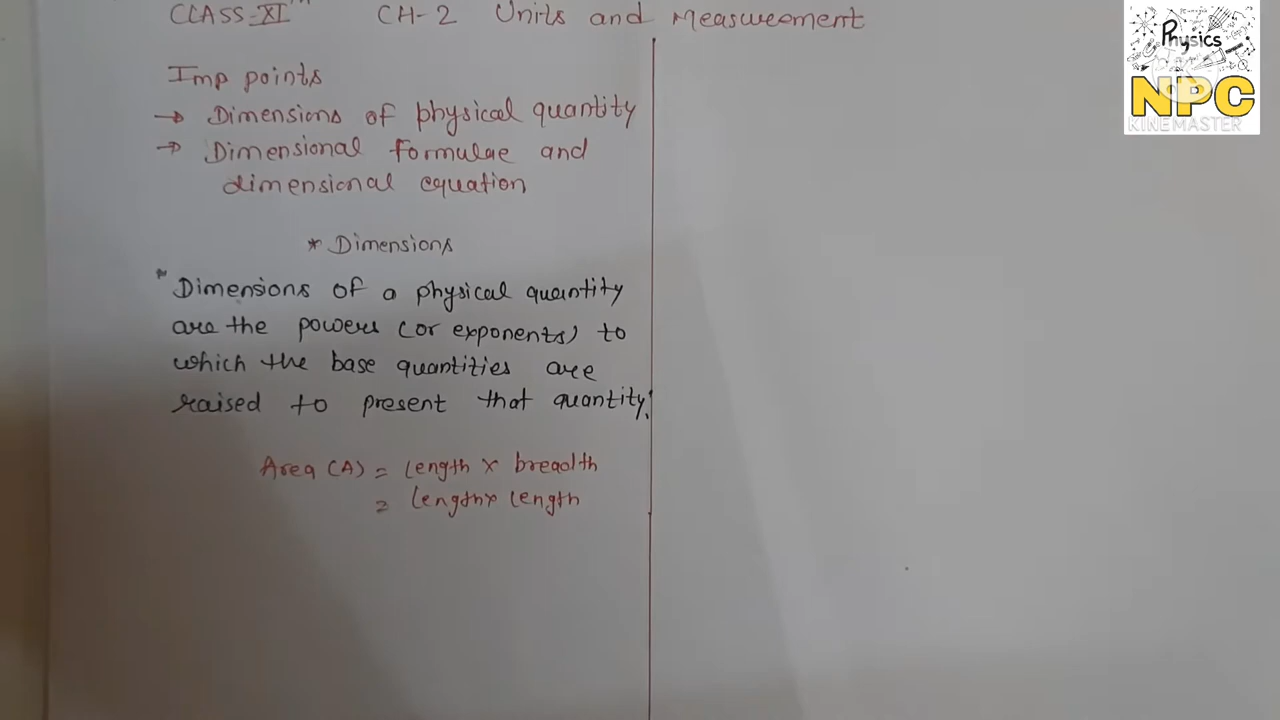 CLASS-XI CH-2 Units and Measurement
Imp points
→ Dimensions of physical quantity
→ Dimensional formulae and
dimensional equation
* Dimensions
"Dimensions of a physical quantity
are the powers (or exponents) to
which the base quantities are
raised to present that quantity.
Area (A) = Length x breadth
= Length x Length
Physics
NPC
KINEMASTER